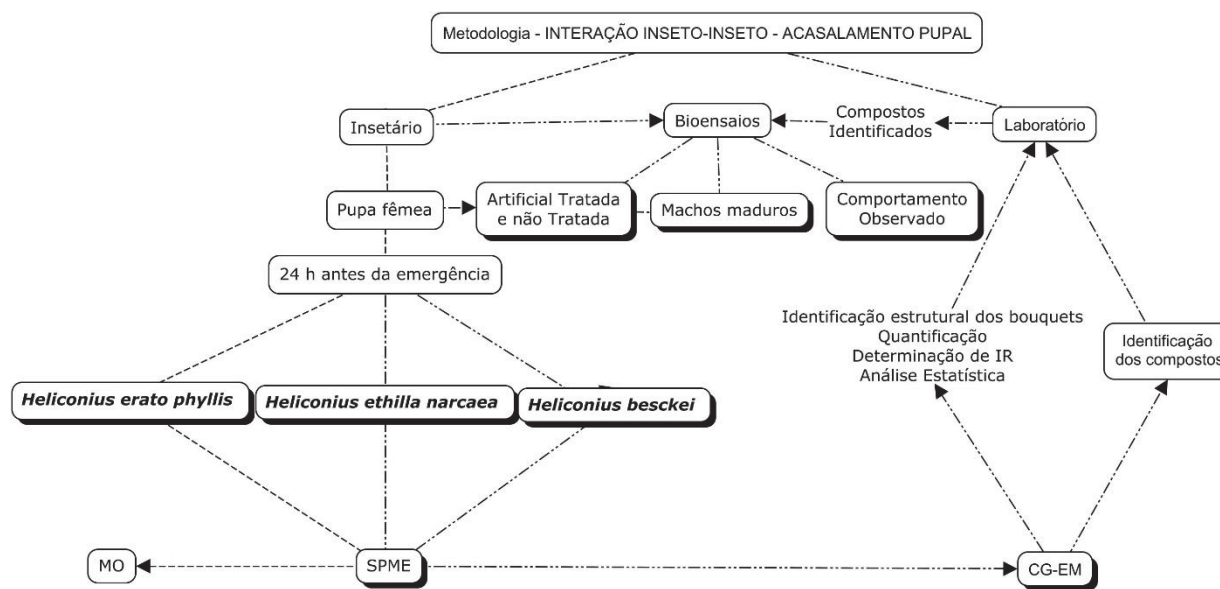 Metodologia - INTERAÇÃO INSETO-INSETO - ACASALAMENTO PUPAL
Insetário
Bioensaios
Compostos
Identificados
Laboratório
Pupa fêmea
Artificial Tratada
e não Tratada
Machos maduros
Comportamento
Observado
24 h antes da emergência
Identificação estrutural dos bouquets
Quantificação
Determinação de IR
Análise Estatística
Identificação
dos compostos
Heliconius erato phyllis
Heliconius ethilla narcaea
Heliconius besckei
MO
SPME
CG-EM